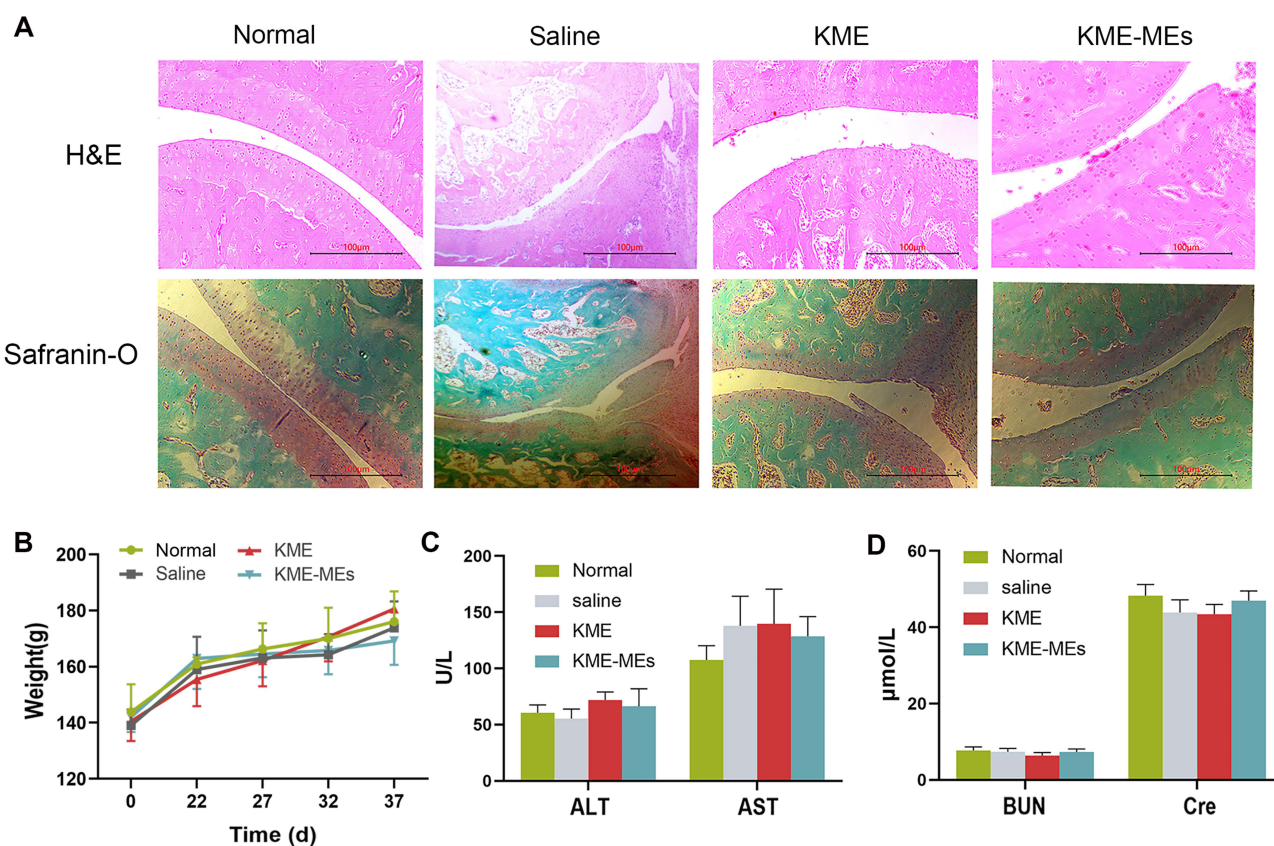 A
Normal
Saline
KME
KME-MEs
H&E
100μm
100μm
100μm
100μm
Safranin-O
100μm
100μm
100μm
100μm
B
Normal
KME
Saline
KME-MEs
Weight(g)
200
180
160
140
120
0
22
27
32
37
Time (d)
C
Normal
saline
KME
KME-MEs
U/L
200
150
100
50
0
ALT
AST
D
Normal
saline
KME
KME-MEs
μmol/L
60
40
20
0
BUN
Cre